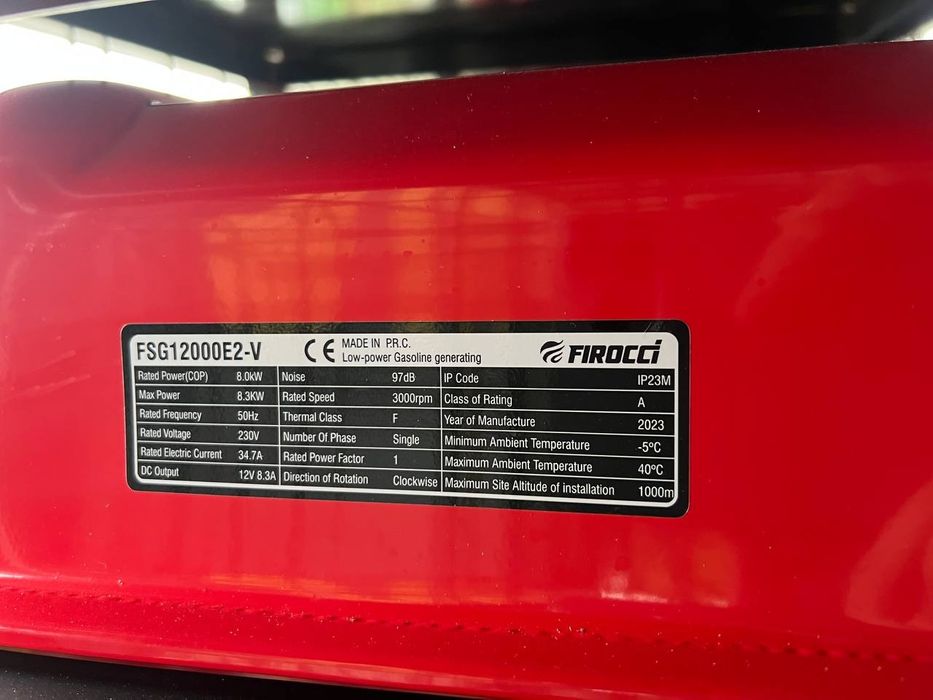 FSG12000E2-V CE MADE IN P.R.C. FIROCCi
Low-power Gasoline generating
Rated Power(COP) 8.0kW Noise 97dB IP Code IP23M
Max Power 8.3KW Rated Speed 3000rpm Class of Rating A
Rated Frequency 50Hz Thermal Class F Year of Manufacture 2023
Rated Voltage 230V Number Of Phase Single Minimum Ambient Temperature -5ºC
Rated Electric Current 34.7A Rated Power Factor 1 Maximum Ambient Temperature 40ºC
DC Output 12V 8.3A Direction of Rotation Clockwise Maximum Site Altitude of installation 1000m